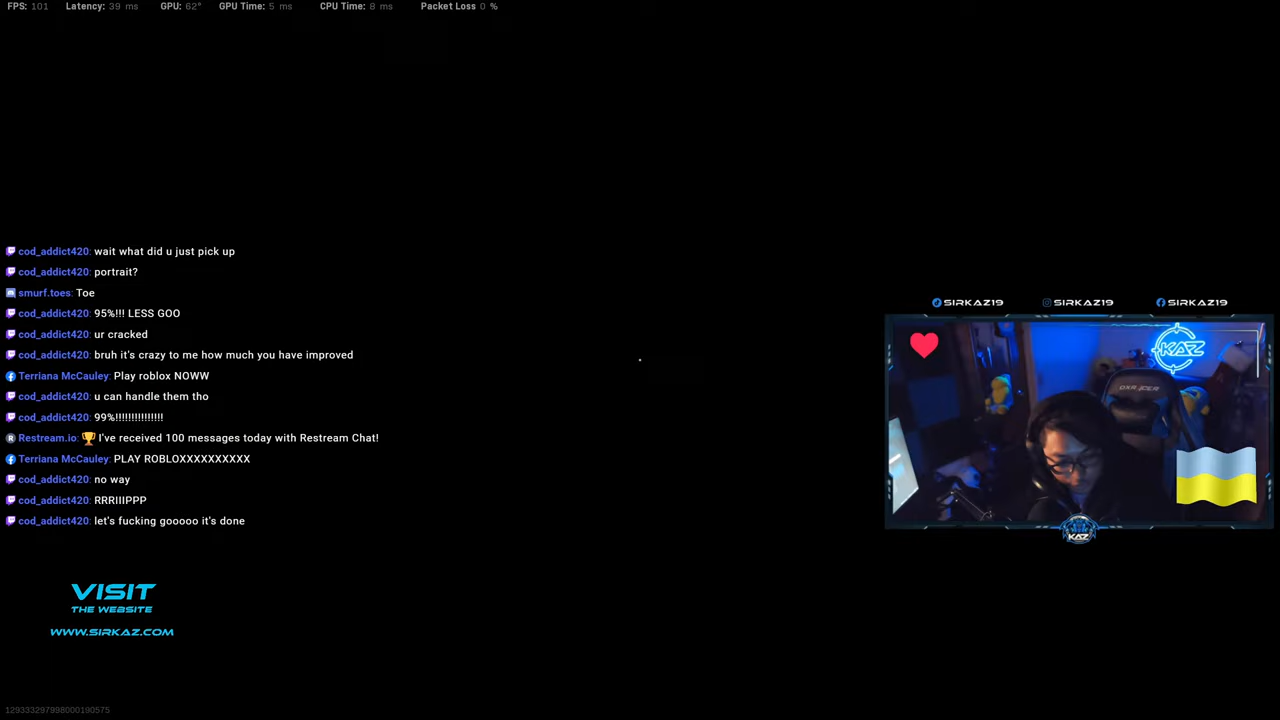 FPS: 101 Latency: 39 ms GPU: 62° GPU Time: 5 ms CPU Time: 8 ms Packet Loss 0 %
cod_addict420: wait what did u just pick up
cod_addict420: portrait?
smurf.toes: Toe
cod_addict420: 95%!!! LESS GOO
cod_addict420: ur cracked
cod_addict420: bruh it's crazy to me how much you have improved
Terriana McCauley: Play roblox NOWW
cod_addict420: u can handle them tho
cod_addict420: 99%!!!!!!!!!!!!!!!
Restream.io: 🏆 I've received 100 messages today with Restream Chat!
Terriana McCauley: PLAY ROBLOXXXXXXXXXX
cod_addict420: no way
cod_addict420: RRRIIIPPP
cod_addict420: let's fucking gooooo it's done
SIRKAZ19 SIRKAZ19 SIRKAZ19
KAZ
DXRACER
KAZ
VISIT
THE WEBSITE
WWW.SIRKAZ.COM